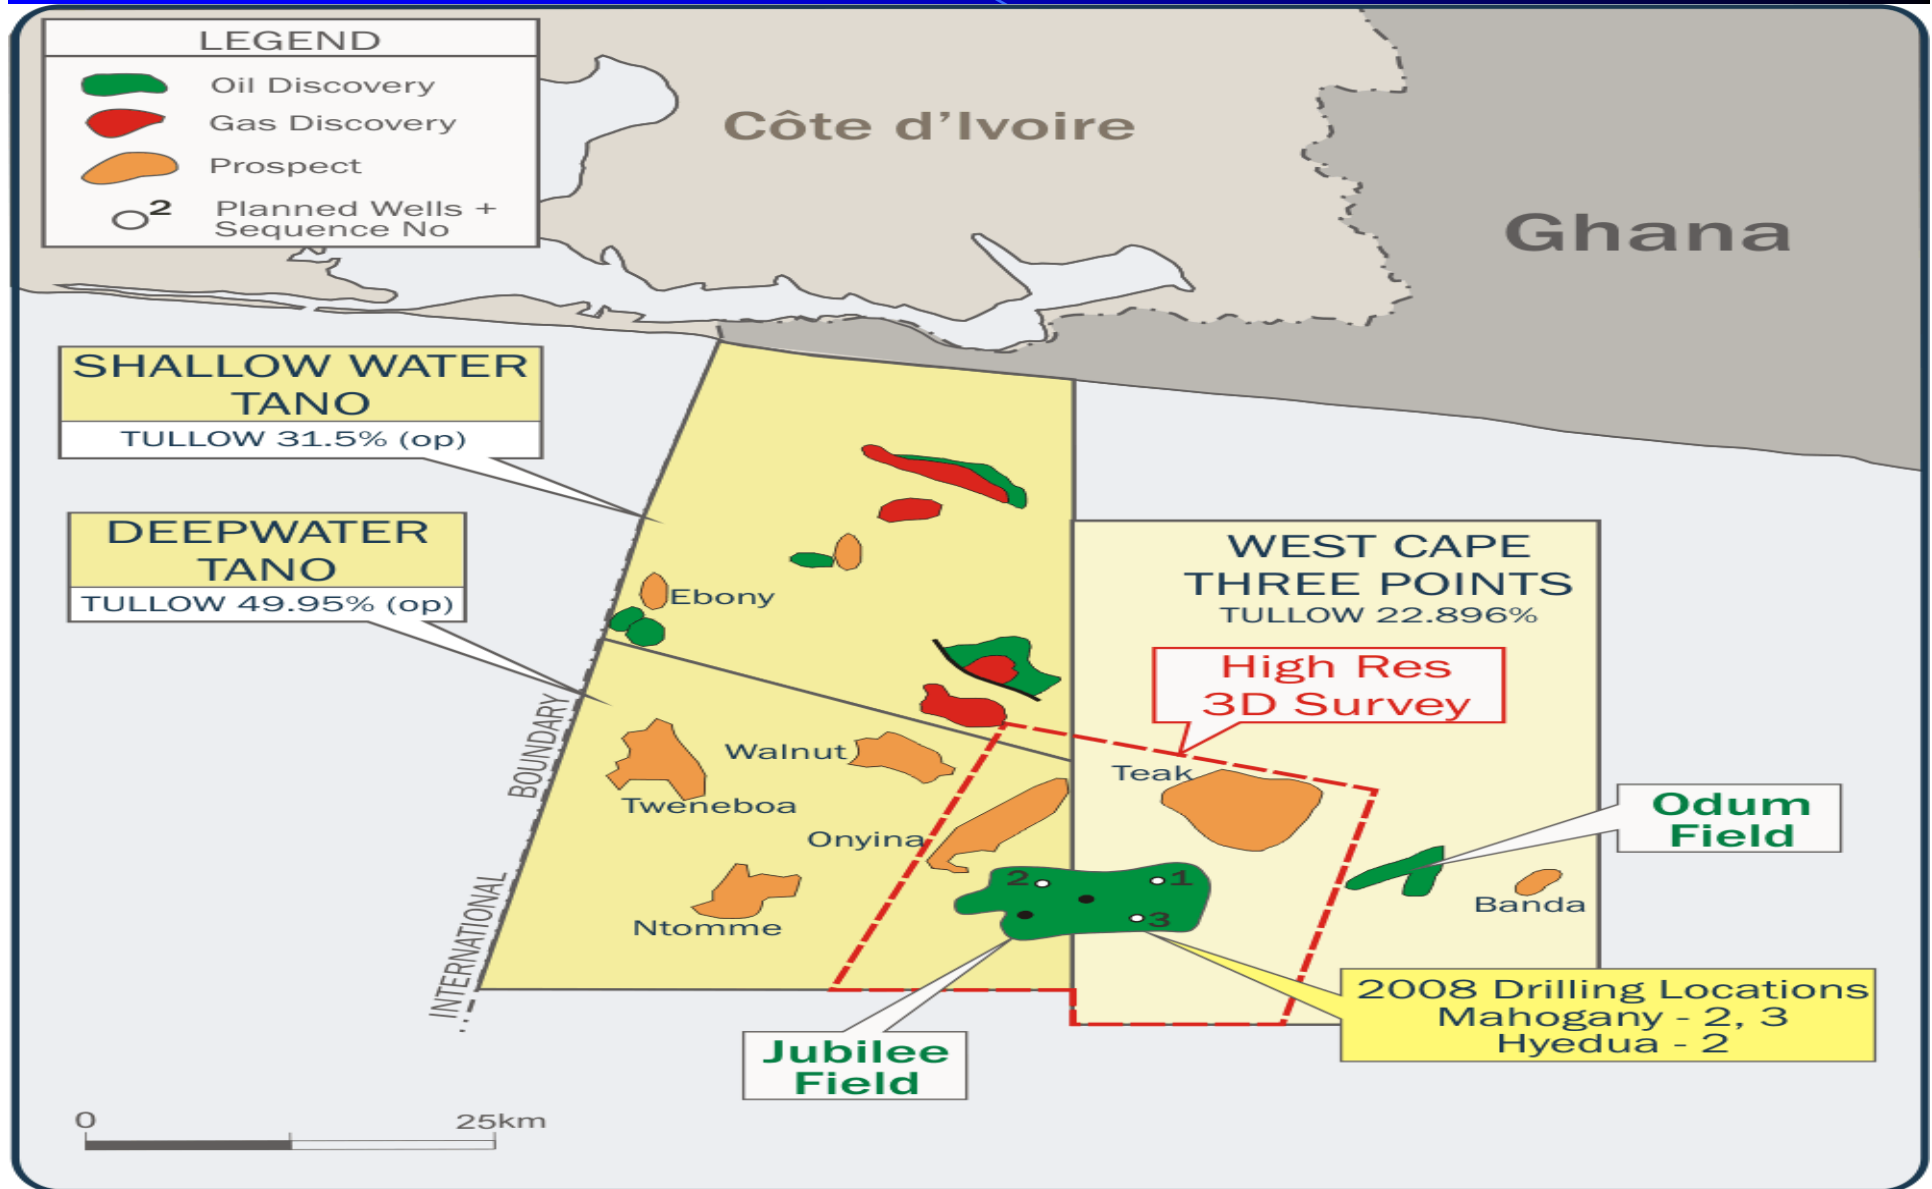 LEGEND
Oil Discovery
Gas Discovery
Prospect
2
Planned Wells +
Sequence No
Côte d'Ivoire
Ghana
SHALLOW WATER
TANO
TULLOW 31.5% (op)
DEEPWATER
TANO
TULLOW 49.95% (op)
WEST CAPE
THREE POINTS
TULLOW 22.896%
High Res
3D Survey
Ebony
Walnut
Teak
Tweneboa
Onyina
Odum
Field
2
1
3
Banda
Ntomme
INTERNATIONAL BOUNDARY
2008 Drilling Locations
Mahogany - 2, 3
Hyedua - 2
Jubilee
Field
0
25km